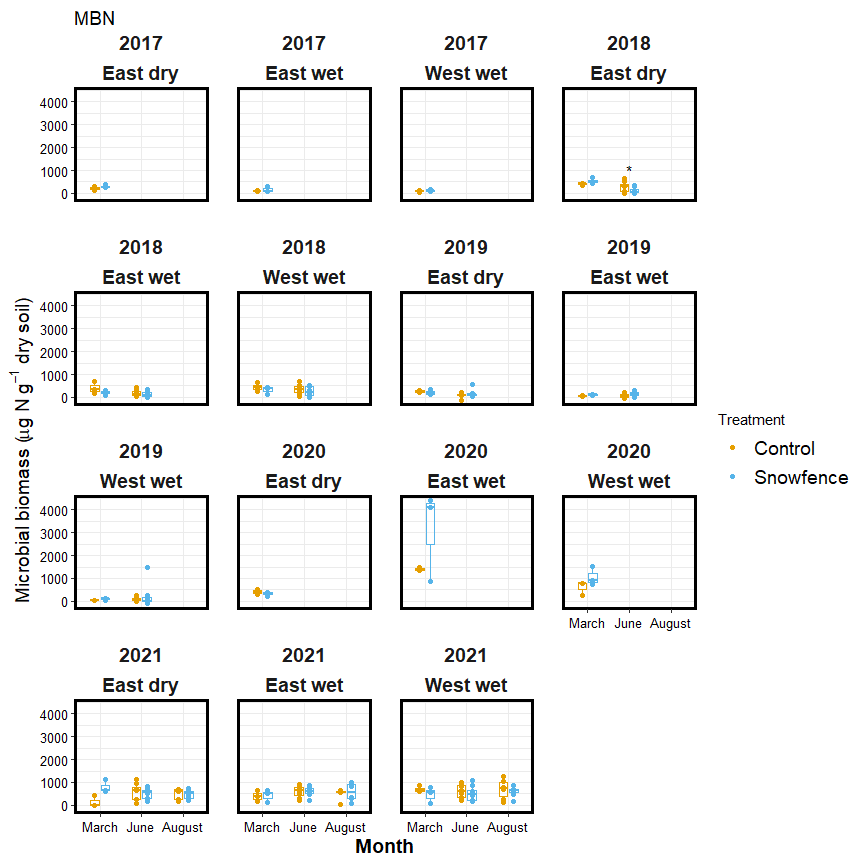 MBN
2017 2017 2017 2018
East dry East wet West wet East dry
4000
3000
2000
1000
0
*
2018 2018 2019 2019
East wet West wet East dry East wet
4000
3000
2000
1000
0
Microbial biomass (µg N g⁻¹ dry soil)
Treatment
Control
Snowfence
2019 2020 2020 2020
West wet East dry East wet West wet
4000
3000
2000
1000
0
March June August
2021 2021 2021
East dry East wet West wet
4000
3000
2000
1000
0
March June August March June August March June August
Month